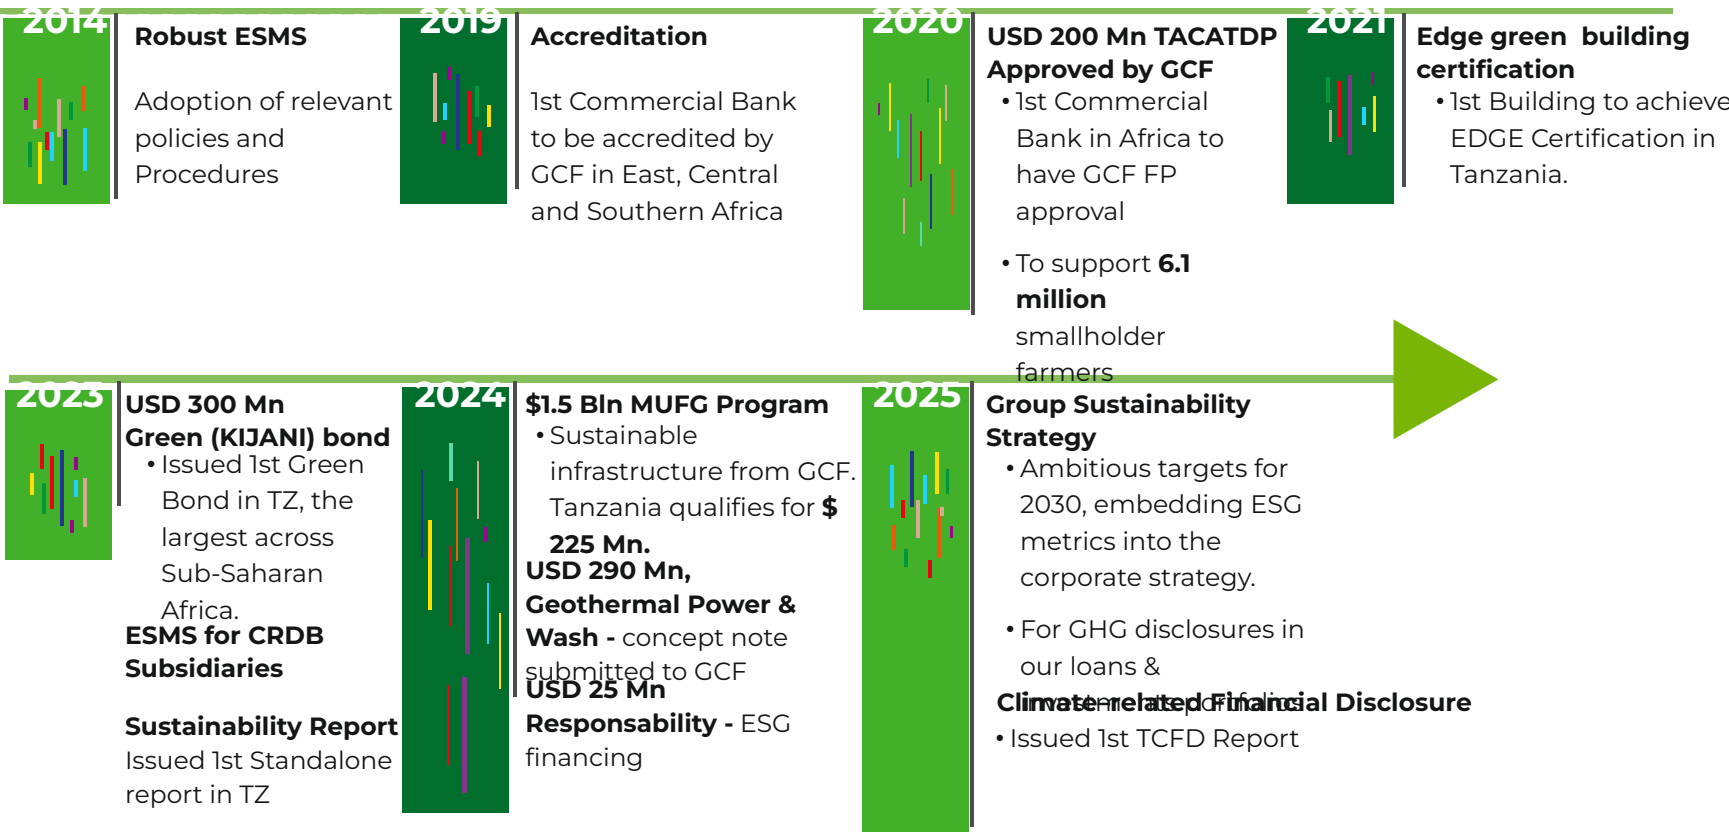 2014
Robust ESMS
Adoption of relevant
policies and
Procedures
2019
Accreditation
1st Commercial Bank
to be accredited by
GCF in East, Central
and Southern Africa
2020
USD 200 Mn TACATDP
Approved by GCF
• 1st Commercial
Bank in Africa to
have GCF FP
approval
• To support 6.1
million
smallholder
farmers
2021
Edge green building
certification
• 1st Building to achieve
EDGE Certification in
Tanzania.
2023
USD 300 Mn
Green (KIJANI) bond
• Issued 1st Green
Bond in TZ, the
largest across
Sub-Saharan
Africa.
ESMS for CRDB
Subsidiaries
Sustainability Report
Issued 1st Standalone
report in TZ
2024
$1.5 Bln MUFG Program
• Sustainable
infrastructure from GCF.
Tanzania qualifies for $
225 Mn.
USD 290 Mn,
Geothermal Power &
Wash - concept note
submitted to GCF
USD 25 Mn
Responsability - ESG
financing
2025
Group Sustainability
Strategy
• Ambitious targets for
2030, embedding ESG
metrics into the
corporate strategy.
• For GHG disclosures in
our loans &
investments portfolios
Climate-related Financial Disclosure
• Issued 1st TCFD Report